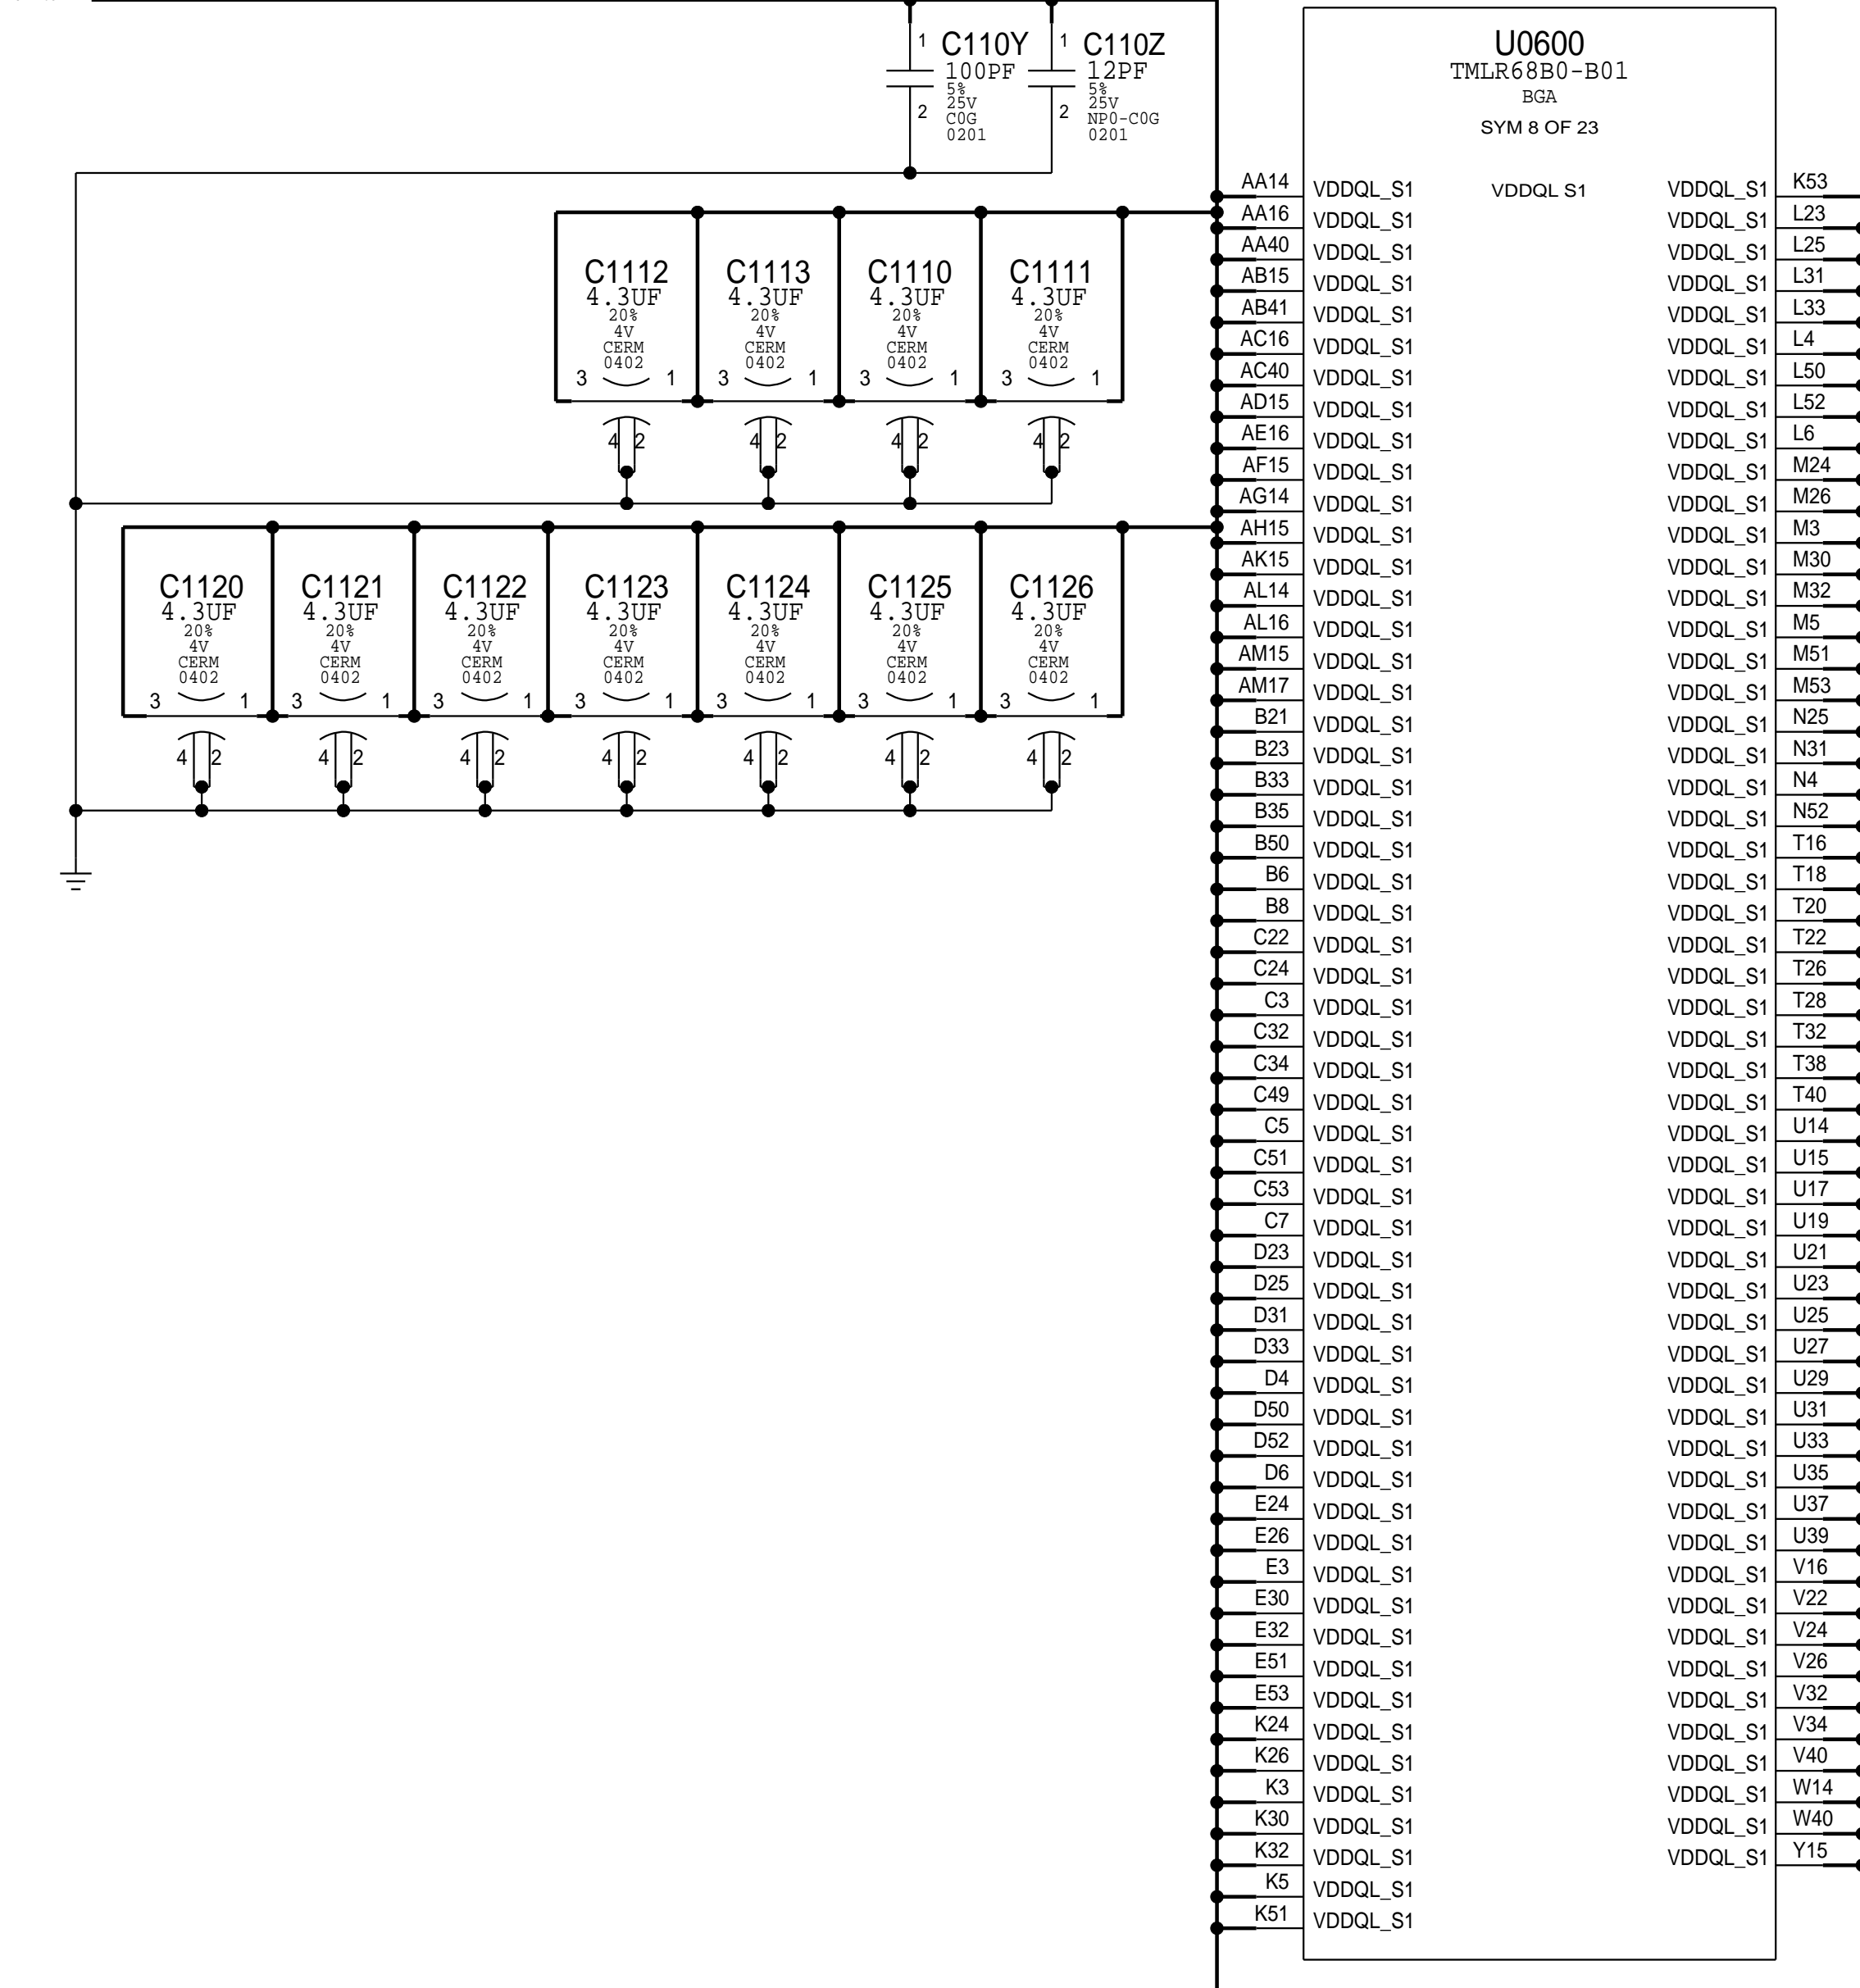 C110Y
100PF
5%
25V
C0G
0201
1
2
C110Z
12PF
5%
25V
NP0-C0G
0201
1
2
C1112 C1113 C1110 C1111
4.3UF 4.3UF 4.3UF 4.3UF
20% 20% 20% 20%
4V 4V 4V 4V
CERM CERM CERM CERM
0402 0402 0402 0402
3 1 3 1 3 1 3 1
4 2 4 2 4 2 4 2
C1120 C1121 C1122 C1123 C1124 C1125 C1126
4.3UF 4.3UF 4.3UF 4.3UF 4.3UF 4.3UF 4.3UF
20% 20% 20% 20% 20% 20% 20%
4V 4V 4V 4V 4V 4V 4V
CERM CERM CERM CERM CERM CERM CERM
0402 0402 0402 0402 0402 0402 0402
3 1 3 1 3 1 3 1 3 1 3 1 3 1
4 2 4 2 4 2 4 2 4 2 4 2 4 2
U0600
TMLR68B0-B01
BGA
SYM 8 OF 23
AA14 VDDQL_S1 VDDQL S1 VDDQL_S1 K53
AA16 VDDQL_S1 VDDQL_S1 L23
AA40 VDDQL_S1 VDDQL_S1 L25
AB15 VDDQL_S1 VDDQL_S1 L31
AB41 VDDQL_S1 VDDQL_S1 L33
AC16 VDDQL_S1 VDDQL_S1 L4
AC40 VDDQL_S1 VDDQL_S1 L50
AD15 VDDQL_S1 VDDQL_S1 L52
AE16 VDDQL_S1 VDDQL_S1 L6
AF15 VDDQL_S1 VDDQL_S1 M24
AG14 VDDQL_S1 VDDQL_S1 M26
AH15 VDDQL_S1 VDDQL_S1 M3
AK15 VDDQL_S1 VDDQL_S1 M30
AL14 VDDQL_S1 VDDQL_S1 M32
AL16 VDDQL_S1 VDDQL_S1 M5
AM15 VDDQL_S1 VDDQL_S1 M51
AM17 VDDQL_S1 VDDQL_S1 M53
B21 VDDQL_S1 VDDQL_S1 N25
B23 VDDQL_S1 VDDQL_S1 N31
B33 VDDQL_S1 VDDQL_S1 N4
B35 VDDQL_S1 VDDQL_S1 N52
B50 VDDQL_S1 VDDQL_S1 T16
B6 VDDQL_S1 VDDQL_S1 T18
B8 VDDQL_S1 VDDQL_S1 T20
C22 VDDQL_S1 VDDQL_S1 T22
C24 VDDQL_S1 VDDQL_S1 T26
C3 VDDQL_S1 VDDQL_S1 T28
C32 VDDQL_S1 VDDQL_S1 T32
C34 VDDQL_S1 VDDQL_S1 T38
C49 VDDQL_S1 VDDQL_S1 T40
C5 VDDQL_S1 VDDQL_S1 U14
C51 VDDQL_S1 VDDQL_S1 U15
C53 VDDQL_S1 VDDQL_S1 U17
C7 VDDQL_S1 VDDQL_S1 U19
D23 VDDQL_S1 VDDQL_S1 U21
D25 VDDQL_S1 VDDQL_S1 U23
D31 VDDQL_S1 VDDQL_S1 U25
D33 VDDQL_S1 VDDQL_S1 U27
D4 VDDQL_S1 VDDQL_S1 U29
D50 VDDQL_S1 VDDQL_S1 U31
D52 VDDQL_S1 VDDQL_S1 U33
D6 VDDQL_S1 VDDQL_S1 U35
E24 VDDQL_S1 VDDQL_S1 U37
E26 VDDQL_S1 VDDQL_S1 U39
E3 VDDQL_S1 VDDQL_S1 V16
E30 VDDQL_S1 VDDQL_S1 V22
E32 VDDQL_S1 VDDQL_S1 V24
E51 VDDQL_S1 VDDQL_S1 V26
E53 VDDQL_S1 VDDQL_S1 V32
K24 VDDQL_S1 VDDQL_S1 V34
K26 VDDQL_S1 VDDQL_S1 V40
K3 VDDQL_S1 VDDQL_S1 W14
K30 VDDQL_S1 VDDQL_S1 W40
K32 VDDQL_S1 VDDQL_S1 Y15
K5 VDDQL_S1
K51 VDDQL_S1